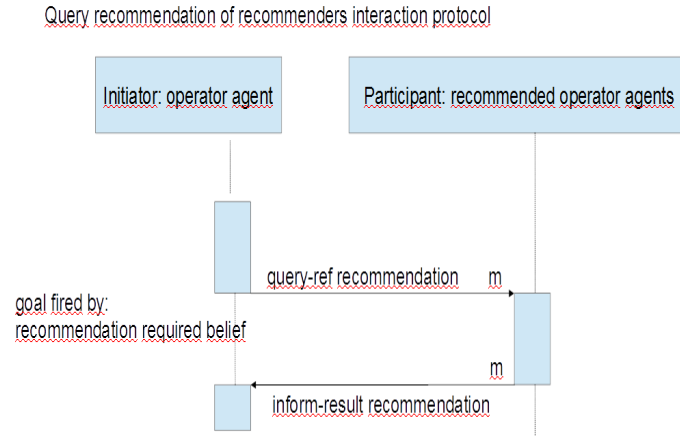 Query recommendation of recommenders interaction protocol
Initiator: operator agent
Participant: recommended operator agents
query-ref recommendation m
goal fired by:
recommendation required belief
m
inform-result recommendation